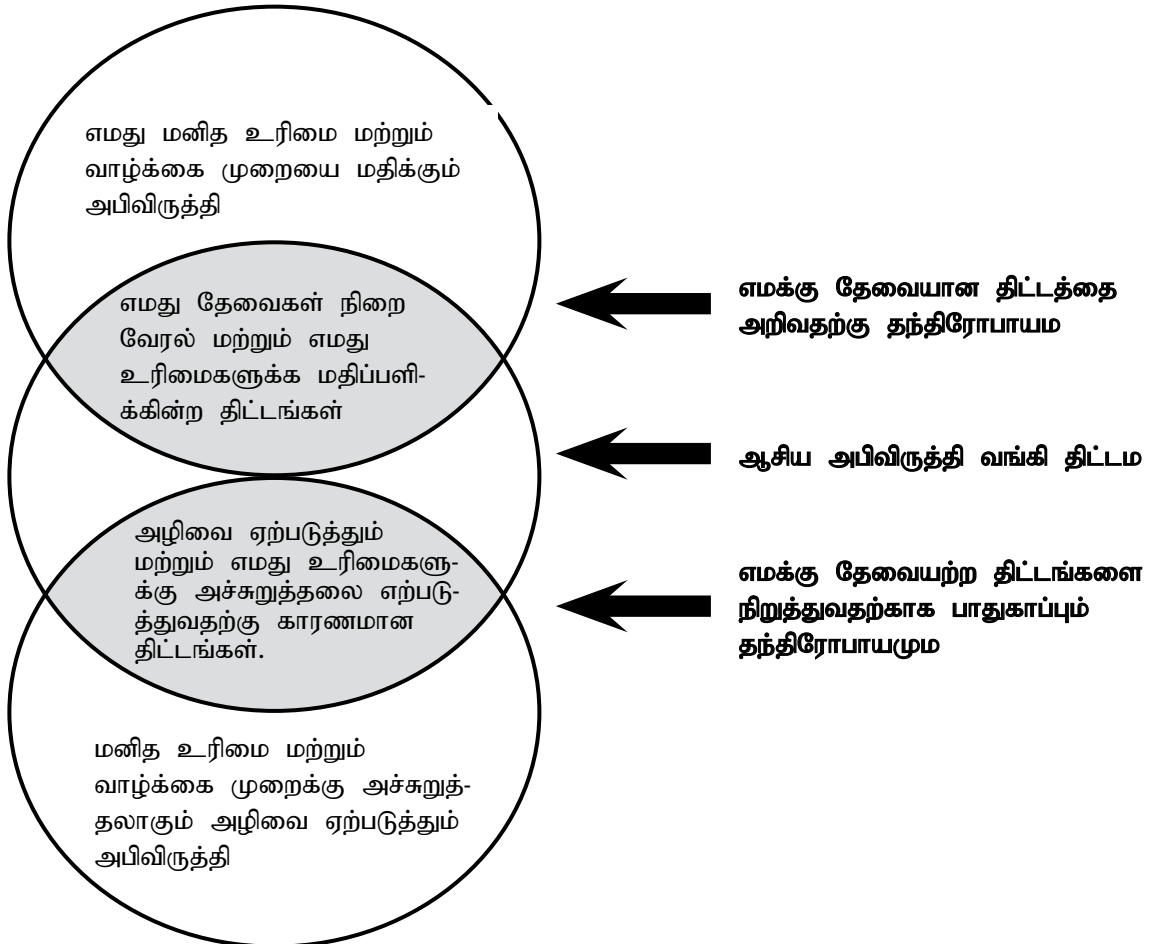 எமது மனித உரிமை மற்றும்
வாழ்க்கை முறையை மதிக்கும்
அபிவிருத்தி
எமது தேவைகள் நிறை
வேரல் மற்றும் எமது
உரிமைகளுக்க மதிப்பளி-
க்கின்ற திட்டங்கள்
அழிவை ஏற்படுத்தும்
மற்றும் எமது உரிமைகளு-
க்கு அச்சுறுத்தலை எற்படு-
த்துவதற்கு காரணமான
திட்டங்கள்.
மனித உரிமை மற்றும்
வாழ்க்கை முறைக்கு அச்சுறுத்-
தலாகும் அழிவை ஏற்படுத்தும்
அபிவிருத்தி
எமக்கு தேவையான திட்டத்தை
அறிவதற்கு தந்திரோபாயம
ஆசிய அபிவிருத்தி வங்கி திட்டம
எமக்கு தேவையற்ற திட்டங்களை
நிறுத்துவதற்காக பாதுகாப்பும்
தந்திரோபாயமும